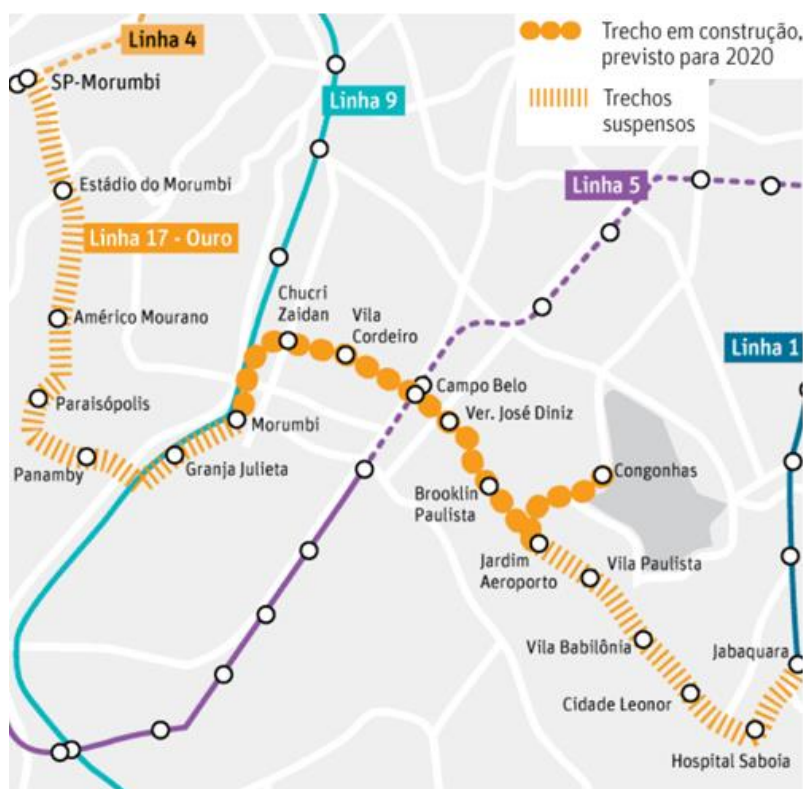 Linha 4
Trecho em construção,
previsto para 2020
SP-Morumbi
Linha 9
Trechos
suspensos
Estádio do Morumbi
Linha 5
Linha 17 - Ouro
Chucri
Zaidan
Vila
Cordeiro
Américo Mourano
Linha 1
Campo Belo
Paraisópolis
Ver. José Diniz
Morumbi
Panamby
Granja Julieta
Congonhas
Brooklin
Paulista
Jardim
Aeroporto
Vila Paulista
Vila Babilônia
Jabaquara
Cidade Leonor
Hospital Saboia